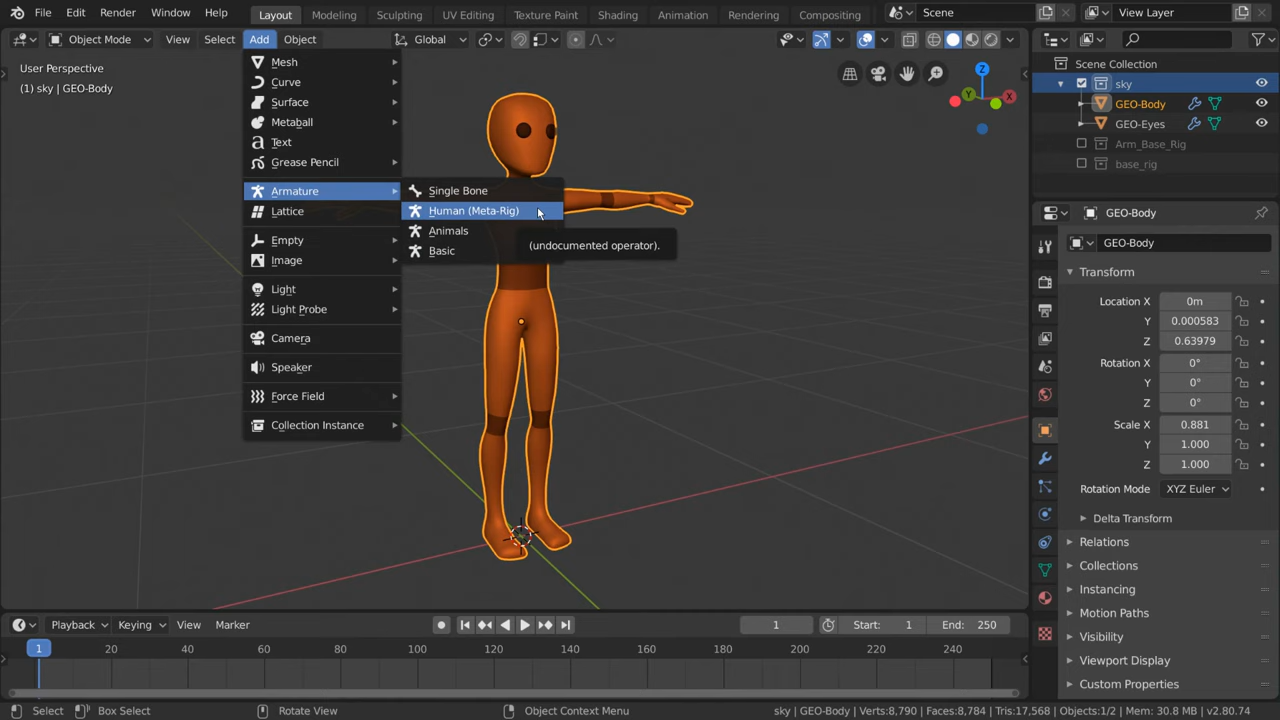 File Edit Render Window Help Layout Modeling Sculpting UV Editing Texture Paint Shading Animation Rendering Compositing Scene View Layer
Object Mode View Select Add Object Global
User Perspective
(1) sky | GEO-Body
Mesh
Curve
Surface
Metaball
Text
Grease Pencil
Armature
Lattice
Empty
Image
Light
Light Probe
Camera
Speaker
Force Field
Collection Instance
Single Bone
Human (Meta-Rig)
Animals
Basic
(undocumented operator).
Z
Y
X
Scene Collection
sky
GEO-Body
GEO-Eyes
Arm_Base_Rig
base_rig
GEO-Body
GEO-Body
Transform
Location X 0m
Y 0.000583
Z 0.63979
Rotation X 0°
Y 0°
Z 0°
Scale X 0.881
Y 1.000
Z 1.000
Rotation Mode XYZ Euler
Delta Transform
Relations
Collections
Instancing
Motion Paths
Visibility
Viewport Display
Custom Properties
Playback Keying View Marker 1 Start: 1 End: 250
1 20 40 60 80 100 120 140 160 180 200 220 240
Select Box Select Rotate View Object Context Menu sky | GEO-Body | Verts:8,790 | Faces:8,784 | Tris:17,568 | Objects:1/2 | Mem: 30.8 MB | v2.80.74